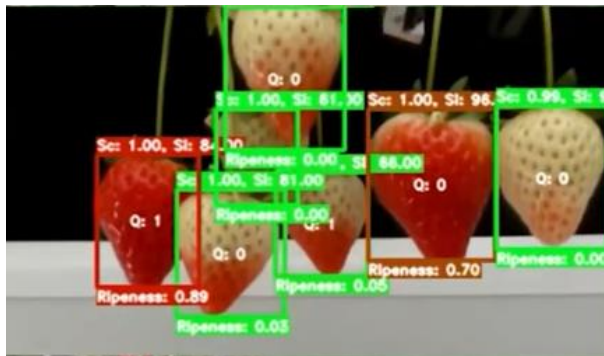 Q: 0
Sc: 1.00, SI: 81.00
Sc: 1.00, SI: 96.
Sc: 0.99, SI:
Sc: 1.00, SI: 84.00
Ripeness: 0.00
, SI: 66.00
Sc: 1.00, SI: 81.00
Q: 0
Q: 0
Q: 1
Ripeness: 0.00
Q: 1
Q: 0
Ripeness: 0.00
Ripeness: 0.70
Ripeness: 0.05
Ripeness: 0.89
Ripeness: 0.03